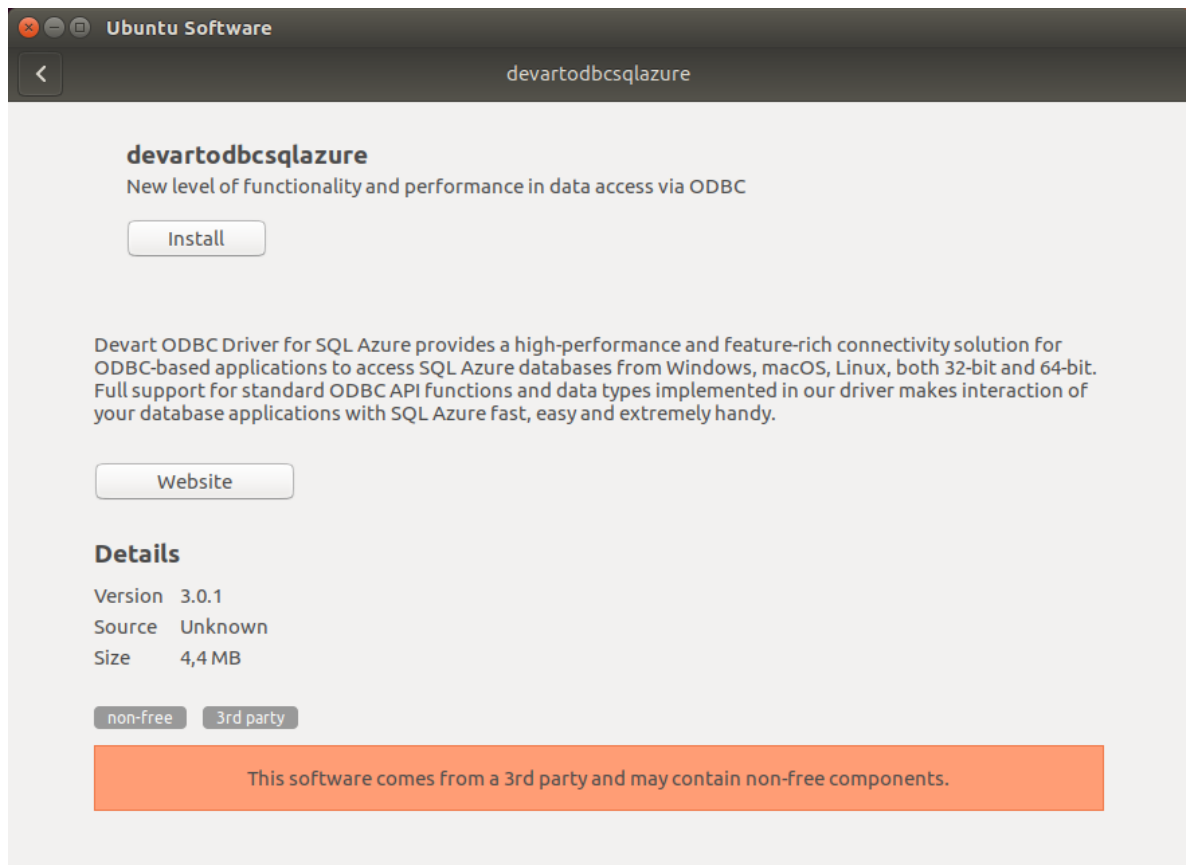 Ubuntu Software
devartodbcsqlazure
devartodbcsqlazure
New level of functionality and performance in data access via ODBC
Install
Devart ODBC Driver for SQL Azure provides a high-performance and feature-rich connectivity solution for
ODBC-based applications to access SQL Azure databases from Windows, macOS, Linux, both 32-bit and 64-bit.
Full support for standard ODBC API functions and data types implemented in our driver makes interaction of
your database applications with SQL Azure fast, easy and extremely handy.
Website
Details
Version 3.0.1
Source Unknown
Size 4,4 MB
non-free 3rd party
This software comes from a 3rd party and may contain non-free components.